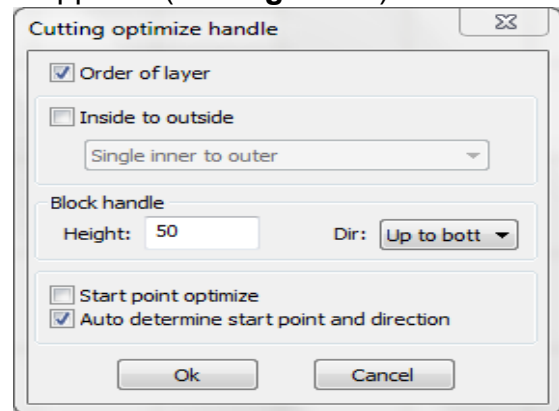 Cutting optimize handle
Order of layer
Inside to outside
Single inner to outer
Block handle
Height: 50 Dir: Up to bott
Start point optimize
Auto determine start point and direction
Ok Cancel